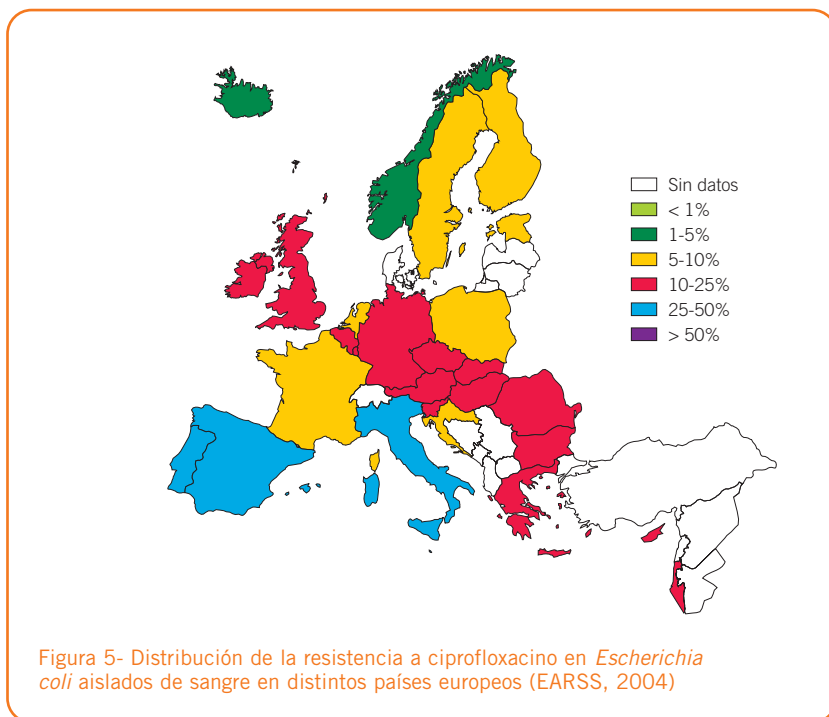 Sin datos
< 1%
1-5%
5-10%
10-25%
25-50%
> 50%
Figura 5- Distribución de la resistencia a ciprofloxacino en Escherichia
coli aislados de sangre en distintos países europeos (EARSS, 2004)